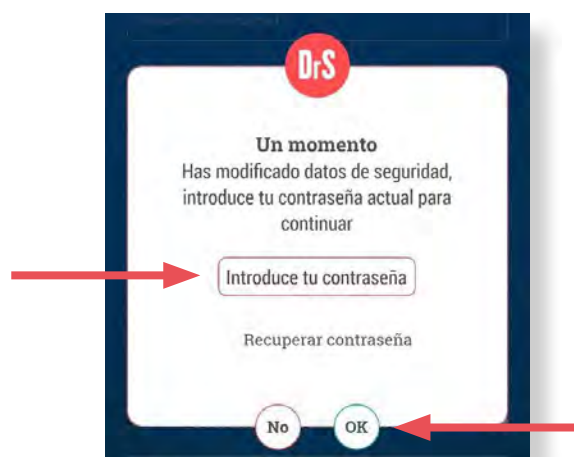 DrS
Un momento
Has modificado datos de seguridad,
introduce tu contraseña actual para
continuar
Introduce tu contraseña
Recuperar contraseña
No OK